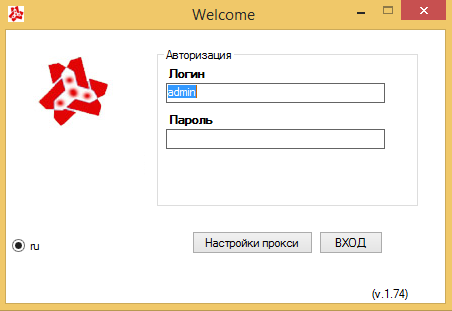 Welcome
Авторизация
Логин
admin
Пароль
Настройки прокси
ВХОД
ru
(v.1.74)